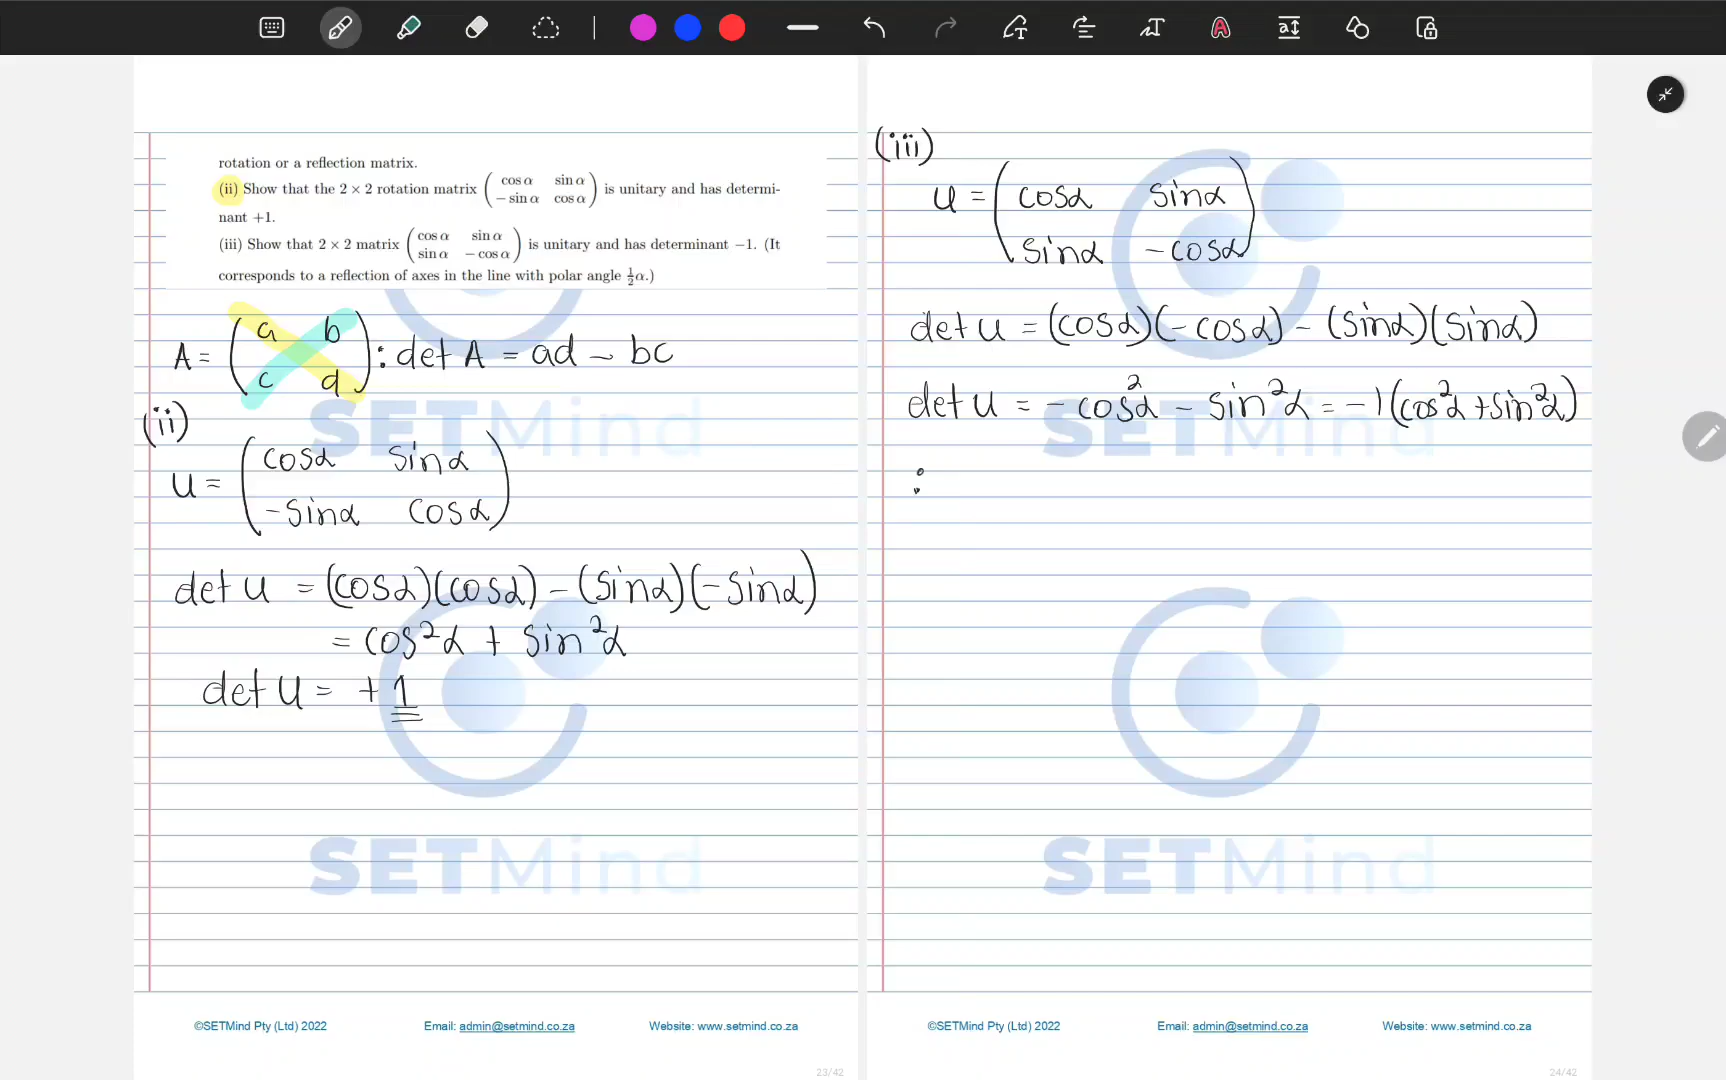 rotation or a reflection matrix.
(ii) Show that the 2 × 2 rotation matrix ( cos α sin α
− sin α cos α ) is unitary and has determi-
nant +1.
(iii) Show that 2 × 2 matrix ( cos α sin α
sin α − cos α ) is unitary and has determinant −1. (It
corresponds to a reflection of axes in the line with polar angle ½α.)
A = ( a b
c d ) : det A = ad − bc
(ii)
U = ( cosα sinα
-sinα cosα )
det U = (cosα)(cosα) − (sinα)(−sinα)
= cos²α + sin²α
det U = + 1
SETMind
SETMind
©SETMind Pty (Ltd) 2022 Email: admin@setmind.co.za Website: www.setmind.co.za
23/42
(iii)
U = ( cosα sinα
sinα −cosα )
det U = (cosα)(−cosα) − (sinα)(sinα)
det U = − cos²α − sin²α = −1(cos²α + sin²α)
:
SETMind
SETMind
©SETMind Pty (Ltd) 2022 Email: admin@setmind.co.za Website: www.setmind.co.za
24/42